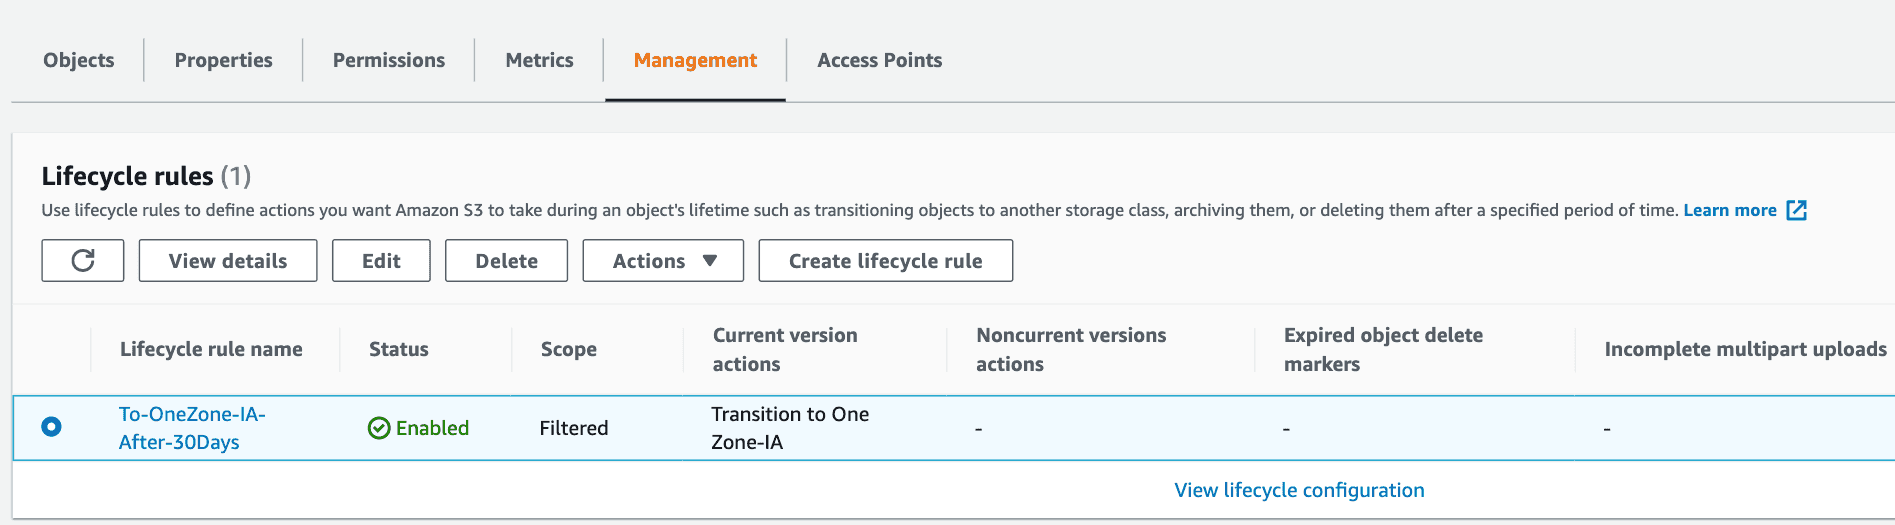 Objects Properties Permissions Metrics Management Access Points
Lifecycle rules (1)
Use lifecycle rules to define actions you want Amazon S3 to take during an object's lifetime such as transitioning objects to another storage class, archiving them, or deleting them after a specified period of time. Learn more
View details Edit Delete Actions Create lifecycle rule
Lifecycle rule name
Status
Scope
Current version
actions
Noncurrent versions
actions
Expired object delete
markers
Incomplete multipart uploads
To-OneZone-IA-
After-30Days
Enabled
Filtered
Transition to One
Zone-IA
-
-
-
View lifecycle configuration